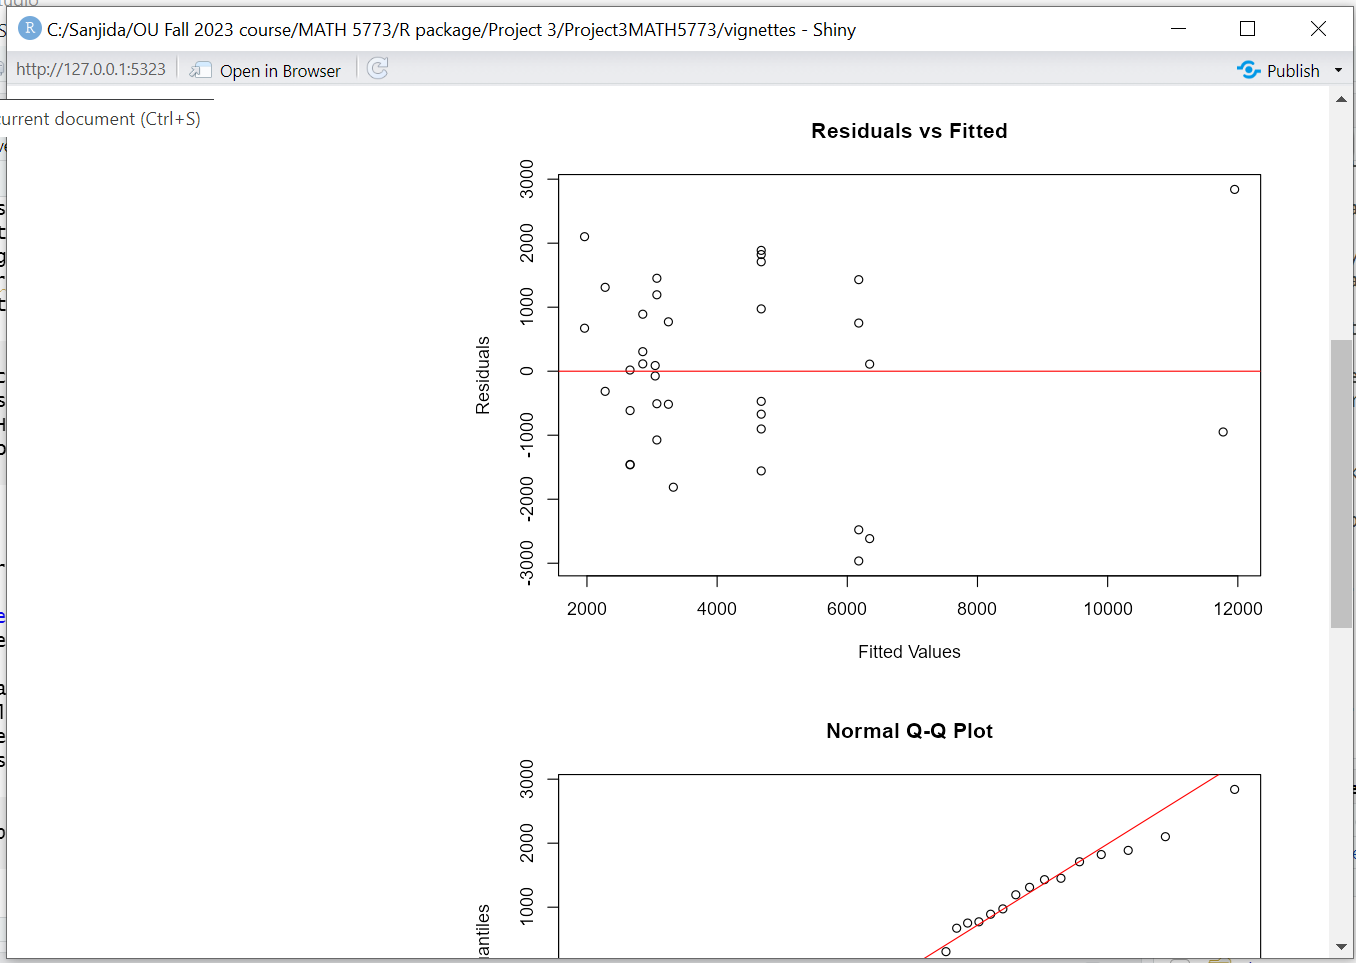 C:/Sanjida/OU Fall 2023 course/MATH 5773/R package/Project 3/Project3MATH5773/vignettes - Shiny
http://127.0.0.1:5323
Open in Browser
Publish
current document (Ctrl+S)
Residuals vs Fitted
3000
2000
1000
0
-1000
-2000
-3000
Residuals
2000 4000 6000 8000 10000 12000
Fitted Values
Normal Q-Q Plot
3000
2000
1000
antiles